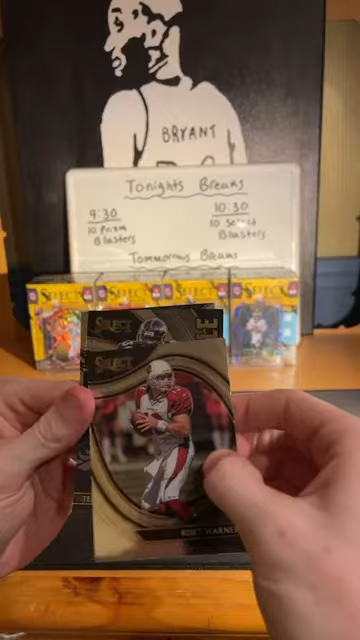 BRYANT
Tonights Breaks
9:30
10 Prizm
Blasters
10:30
10 Select
Blasters
Tommorows Breaks
SELECT
SELECT
SELECT
SELECT
SELECT
SELECT
KURT WARNER